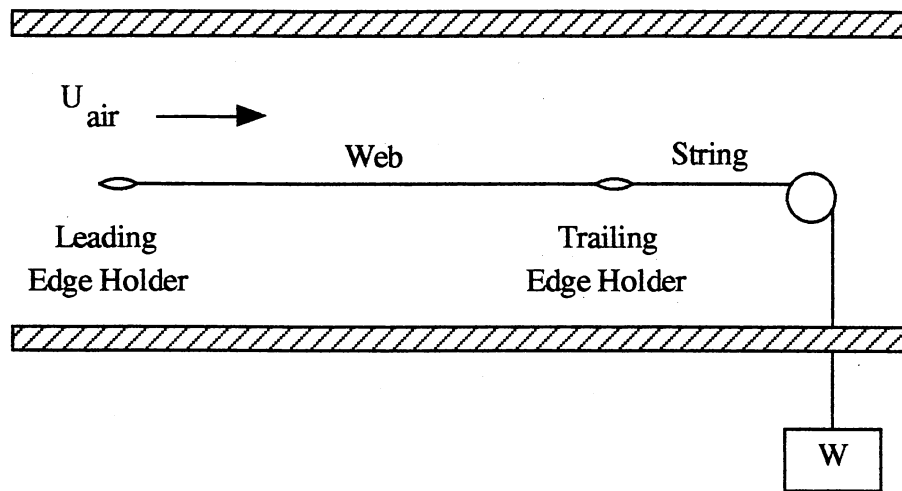 U air
Web
String
Leading
Edge Holder
Trailing
Edge Holder
W